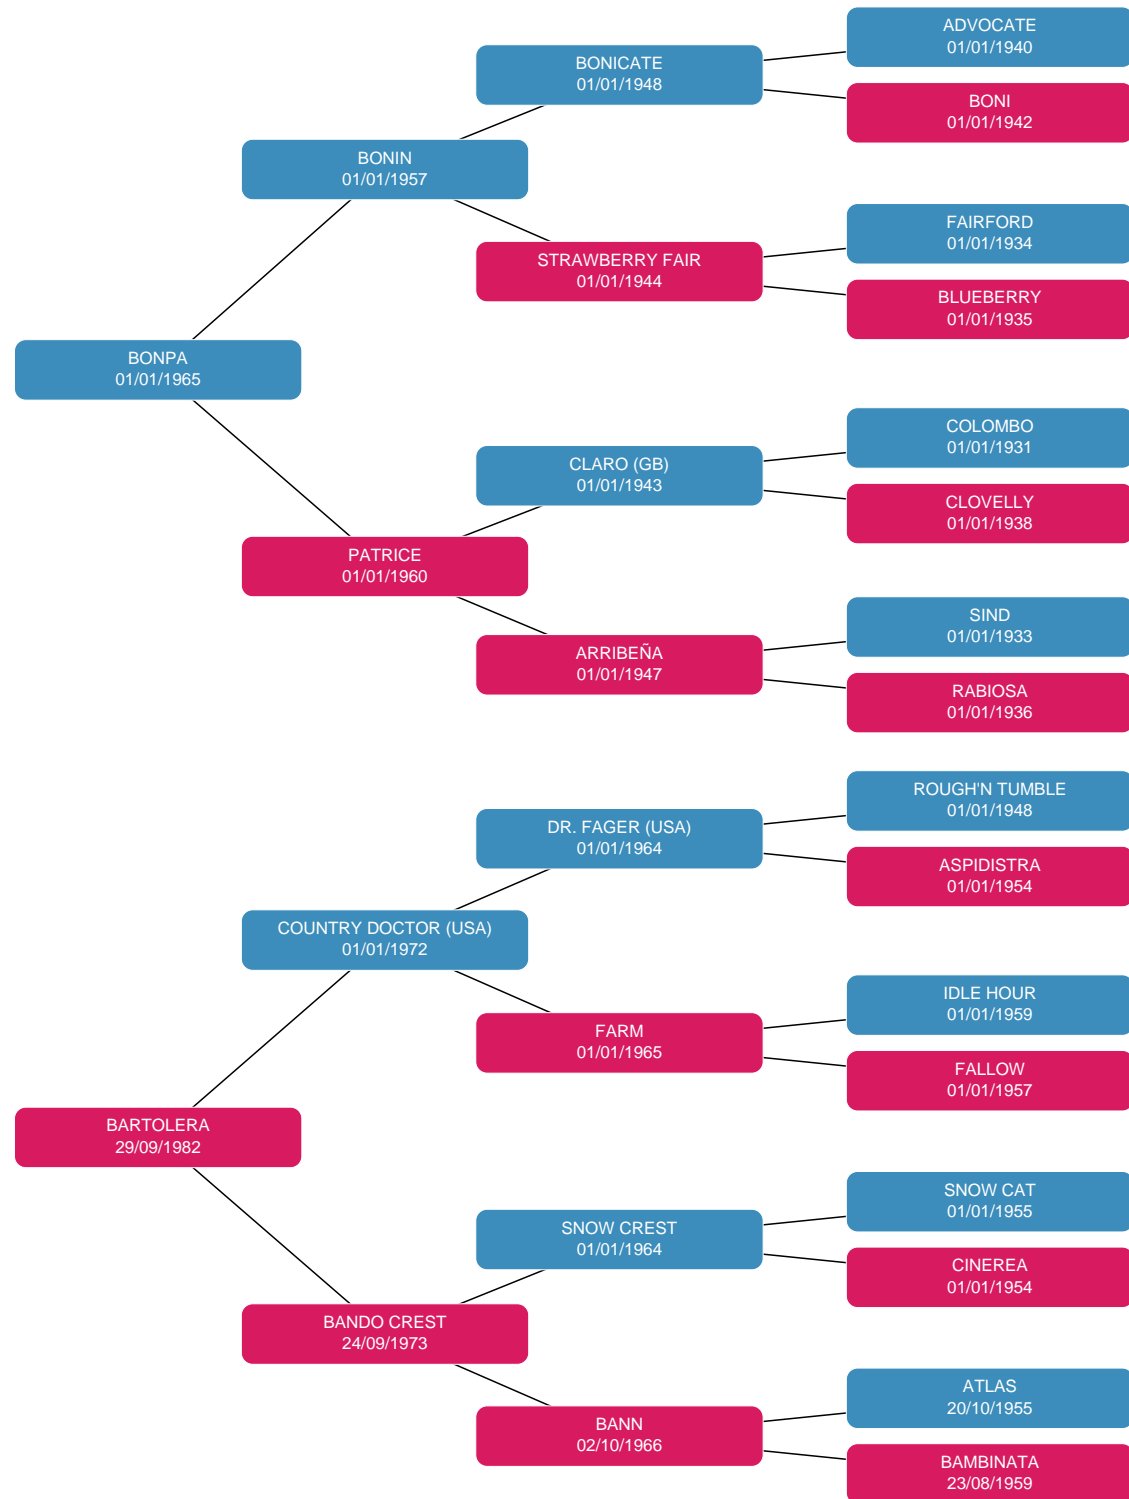 ADVOCATE
01/01/1940
BONICATE
01/01/1948
BONI
01/01/1942
BONIN
01/01/1957
FAIRFORD
01/01/1934
STRAWBERRY FAIR
01/01/1944
BLUEBERRY
01/01/1935
BONPA
01/01/1965
COLOMBO
01/01/1931
CLARO (GB)
01/01/1943
CLOVELLY
01/01/1938
PATRICE
01/01/1960
SIND
01/01/1933
ARRIBEÑA
01/01/1947
RABIOSA
01/01/1936
ROUGH'N TUMBLE
01/01/1948
DR. FAGER (USA)
01/01/1964
ASPIDISTRA
01/01/1954
COUNTRY DOCTOR (USA)
01/01/1972
IDLE HOUR
01/01/1959
FARM
01/01/1965
FALLOW
01/01/1957
BARTOLERA
29/09/1982
SNOW CAT
01/01/1955
SNOW CREST
01/01/1964
CINEREA
01/01/1954
BANDO CREST
24/09/1973
ATLAS
20/10/1955
BANN
02/10/1966
BAMBINATA
23/08/1959